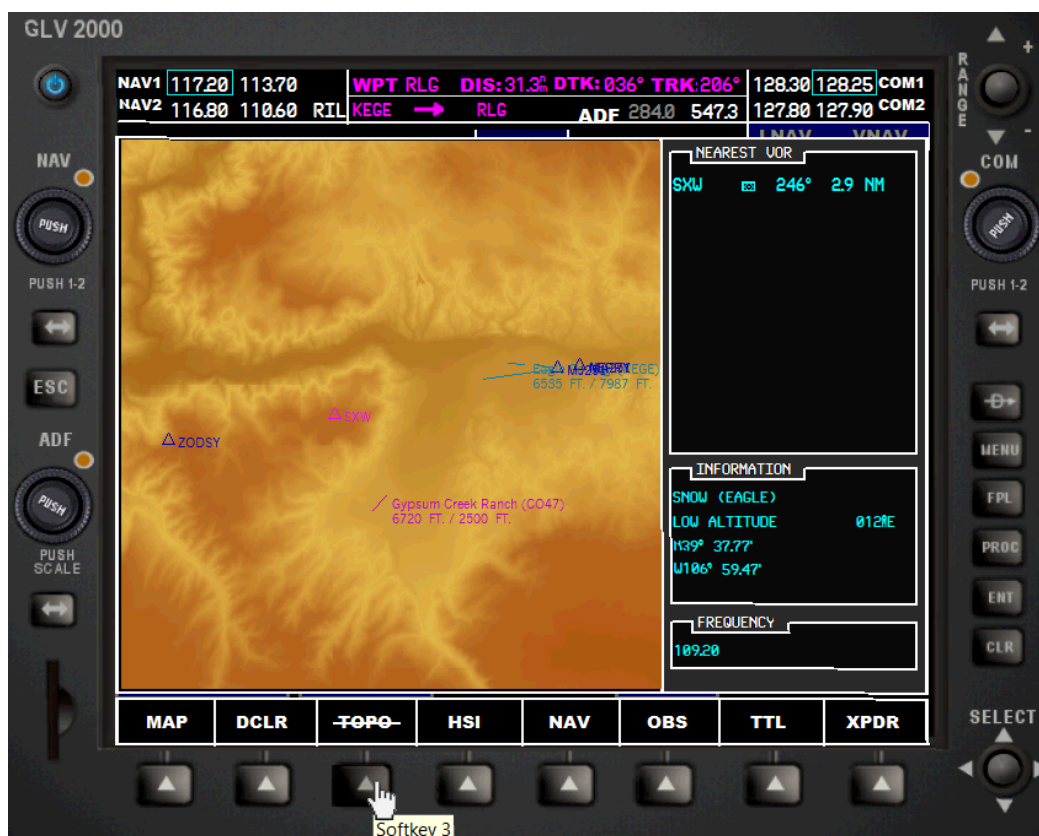 GLV 2000
NAV1 117.20 113.70 WPT RLG DIS:31.3nm DTK:036° TRK:206° 128.30 128.25 COM1
NAV2 116.80 110.60 RIL KEGE RLG ADF 284.0 547.3 127.80 127.90 COM2
LNAV VNAV
RANGE
+
-
NAV
PUSH
PUSH 1-2
ESC
ADF
PUSH
PUSH SCALE
EGE)
6535 FT. / 7987 FT.
SXW
ZODSY
Gypsum Creek Ranch (CO47)
6720 FT. / 2500 FT.
NEAREST VOR
SXW 246° 2.9 NM
INFORMATION
SNOW (EAGLE)
LOW ALTITUDE 012°E
N39° 37.77'
W106° 59.47'
FREQUENCY
109.20
COM
PUSH
PUSH 1-2
D
MENU
FPL
PROC
ENT
CLR
SELECT
MAP DCLR TOPO HSI NAV OBS TTL XPDR
Softkey 3